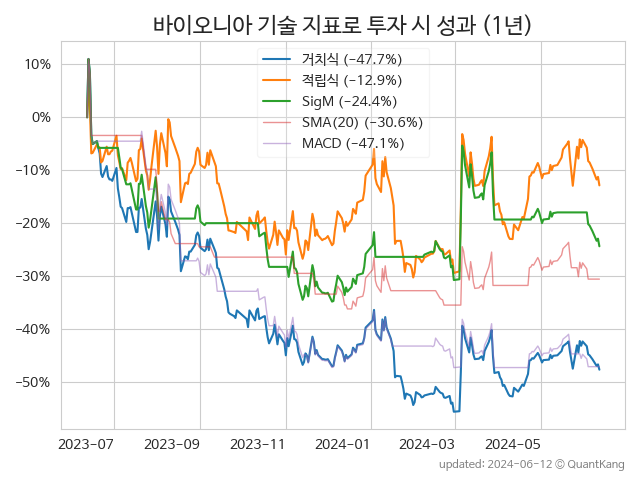 바이오니아 기술 지표로 투자 시 성과 (1년)
거치식 (−47.7%)
적립식 (−12.9%)
SigM (−24.4%)
SMA(20) (−30.6%)
MACD (−47.1%)
10%
0%
−10%
−20%
−30%
−40%
−50%
2023-07 2023-09 2023-11 2024-01 2024-03 2024-05
updated: 2024-06-12 © QuantKang